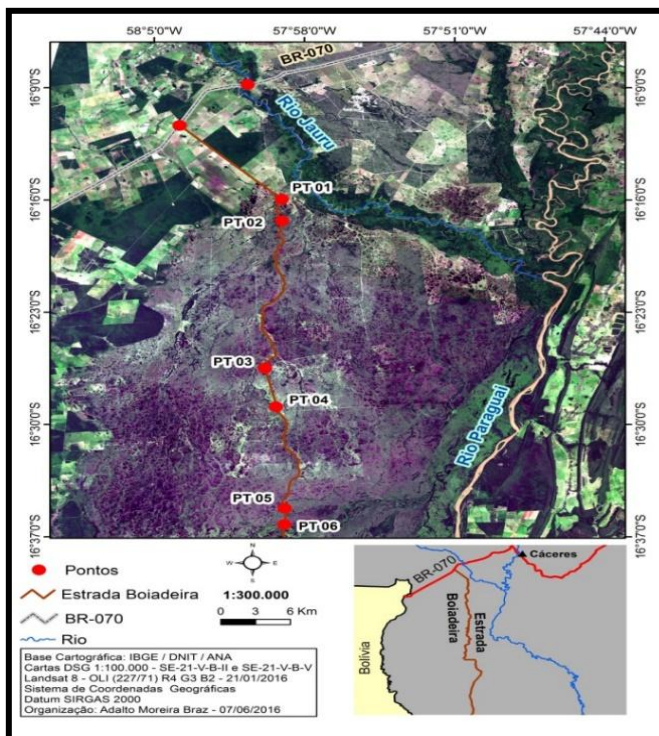 58°5'0"W
57°58'0"W
57°51'0"W
57°44'0"W
16°9'0"S
16°16'0"S
16°23'0"S
16°30'0"S
16°37'0"S
16°9'0"S
16°16'0"S
16°23'0"S
16°30'0"S
16°37'0"S
BR-070
Rio Jauru
PT 01
PT 02
PT 03
PT 04
Rio Paraguai
PT 05
PT 06
Pontos
Estrada Boiadeira
BR-070
Rio
N
W
E
S
1:300.000
0 3 6 Km
Base Cartográfica: IBGE / DNIT / ANA
Cartas DSG 1:100.000 - SE-21-V-B-II e SE-21-V-B-V
Landsat 8 - OLI (227/71) R4 G3 B2 - 21/01/2016
Sistema de Coordenadas Geográficas
Datum SIRGAS 2000
Organização: Adalto Moreira Braz - 07/06/2016
Cáceres
BR-070
Estrada
Boiadeira
Bolívia